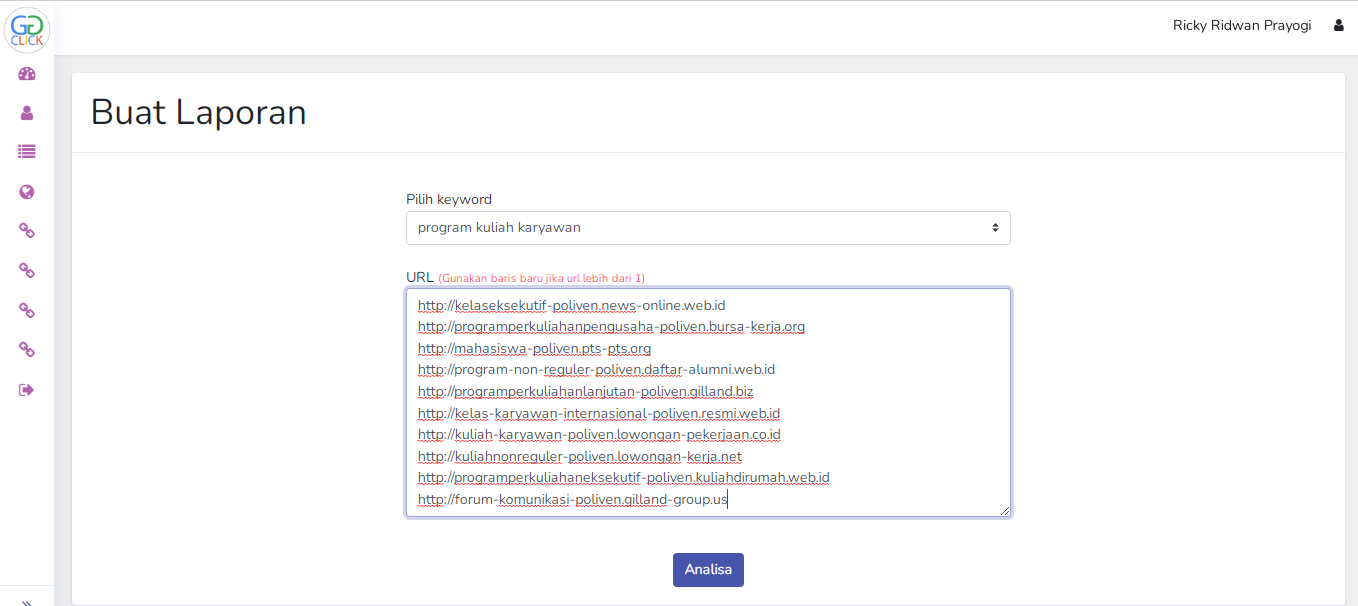 GG
CLICK
Ricky Ridwan Prayogi
Buat Laporan
Pilih keyword
program kuliah karyawan
URL (Gunakan baris baru jika url lebih dari 1)
http://kelaseksekutif-poliven.news-online.web.id
http://programperkuliahanpengusaha-poliven.bursa-kerja.org
http://mahasiswa-poliven.pts-pts.org
http://program-non-reguler-poliven.daftar-alumni.web.id
http://programperkuliahanlanjutan-poliven.gilland.biz
http://kelas-karyawan-internasional-poliven.resmi.web.id
http://kuliah-karyawan-poliven.lowongan-pekerjaan.co.id
http://kuliahnonreguler-poliven.lowongan-kerja.net
http://programperkuliahaneksekutif-poliven.kuliahdirumah.web.id
http://forum-komunikasi-poliven.gilland-group.us
Analisa